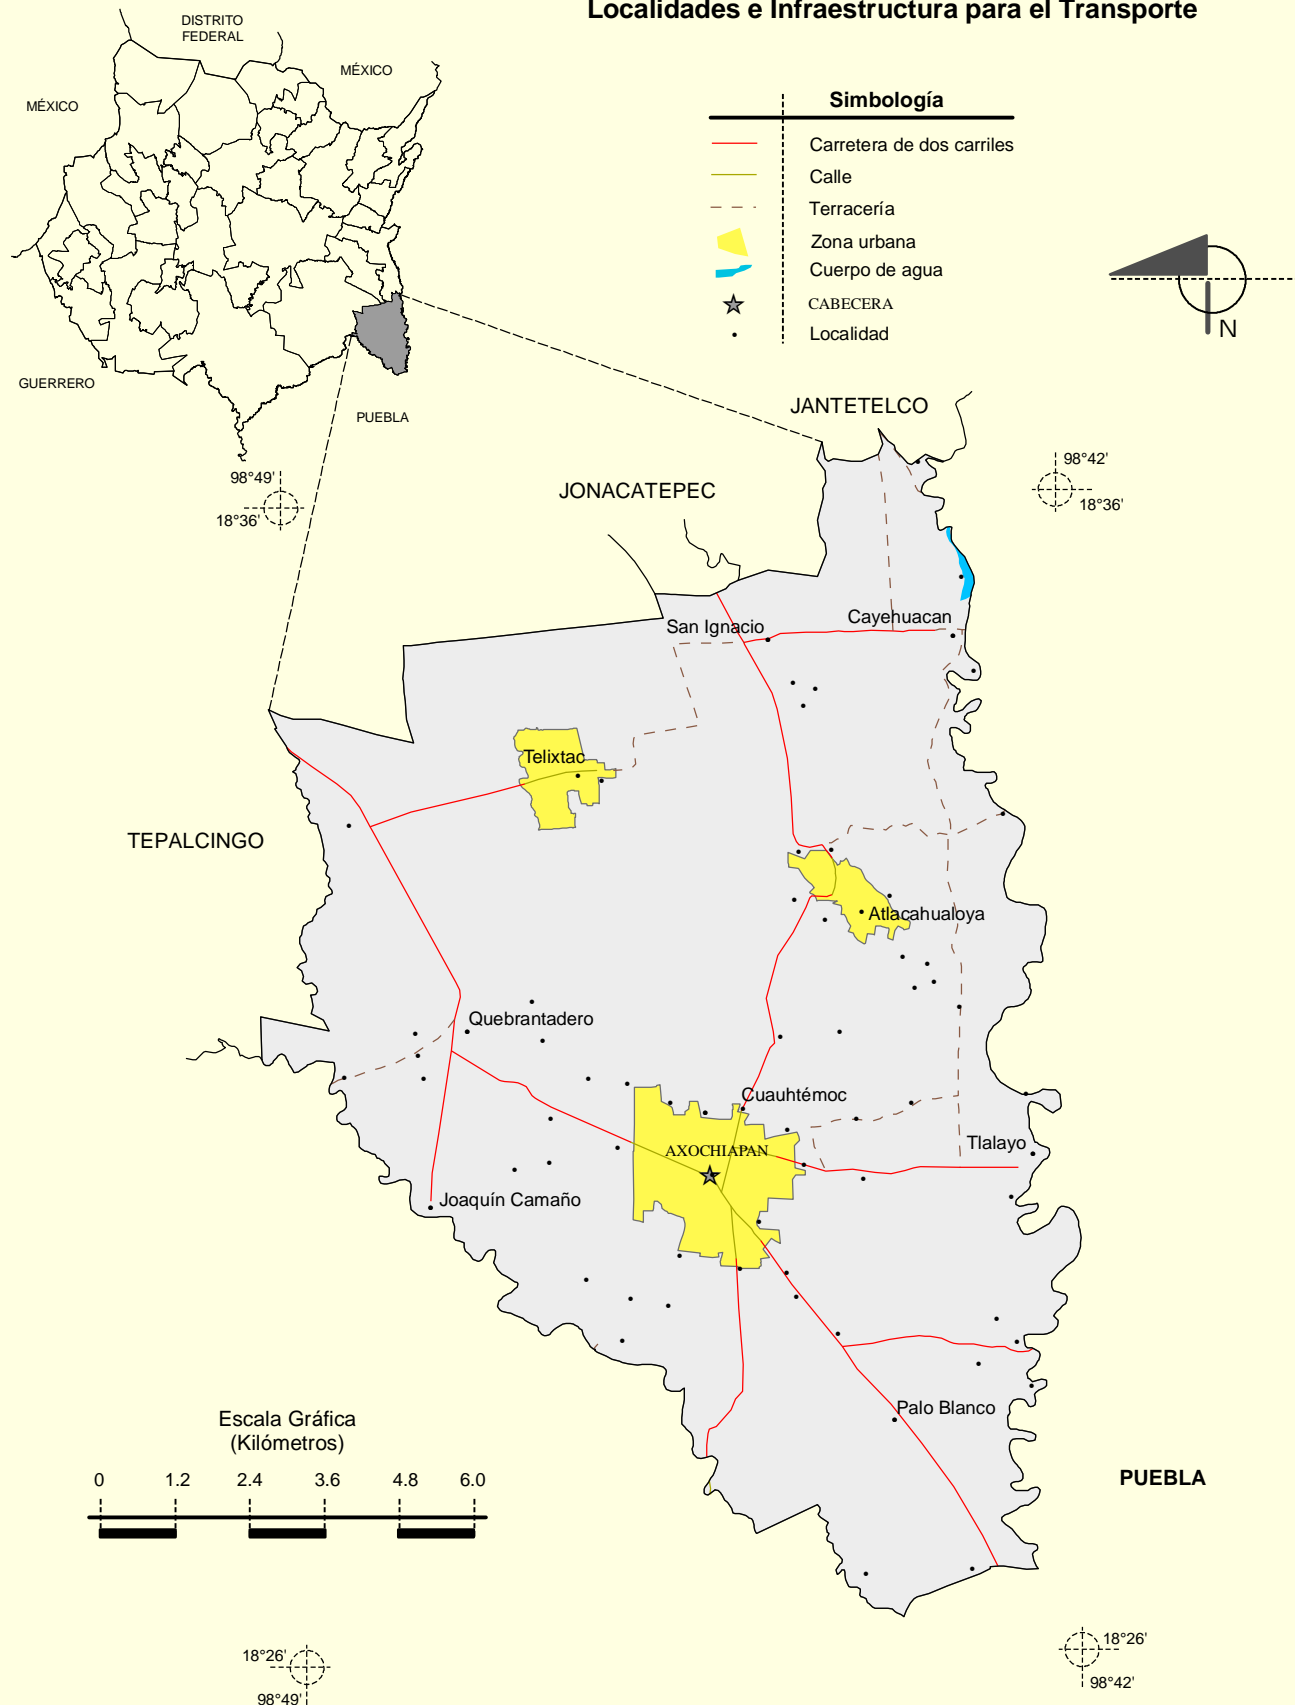 Localidades e Infraestructura para el Transporte
DISTRITO
FEDERAL
MÉXICO
MÉXICO
GUERRERO
PUEBLA
Simbología
Carretera de dos carriles
Calle
Terracería
Zona urbana
Cuerpo de agua
CABECERA
Localidad
N
JANTETELCO
98°49'
18°36'
JONACATEPEC
98°42'
18°36'
San Ignacio
Cayehuacan
Telixtac
TEPALCINGO
Atlacahualoya
Quebrantadero
Cuauhtémoc
AXOCHIAPAN
Tlalayo
Joaquín Camaño
Palo Blanco
Escala Gráfica
(Kilómetros)
0 1.2 2.4 3.6 4.8 6.0
PUEBLA
18°26'
98°49'
18°26'
98°42'